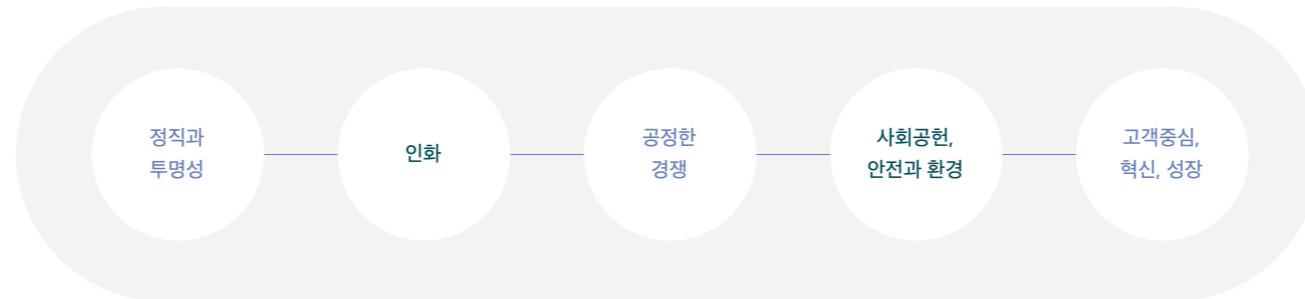 정직과
투명성
인화
공정한
경쟁
사회공헌,
안전과 환경
고객중심,
혁신, 성장